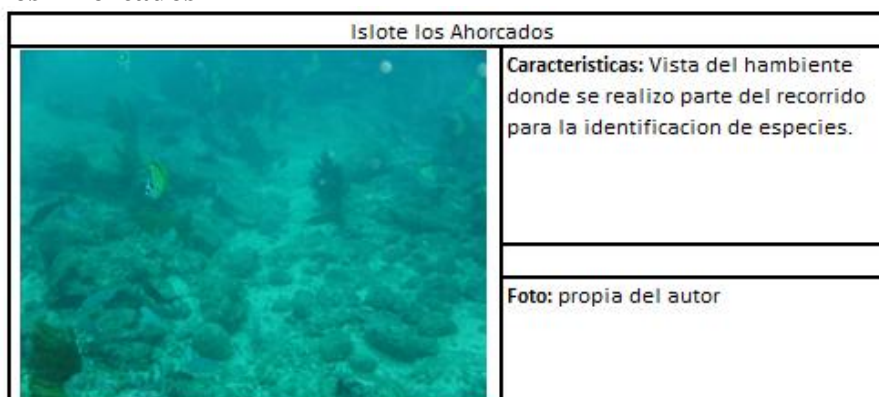 Islote los Ahorcados
Caracteristicas: Vista del hambiente
donde se realizo parte del recorrido
para la identificacion de especies.
Foto: propia del autor